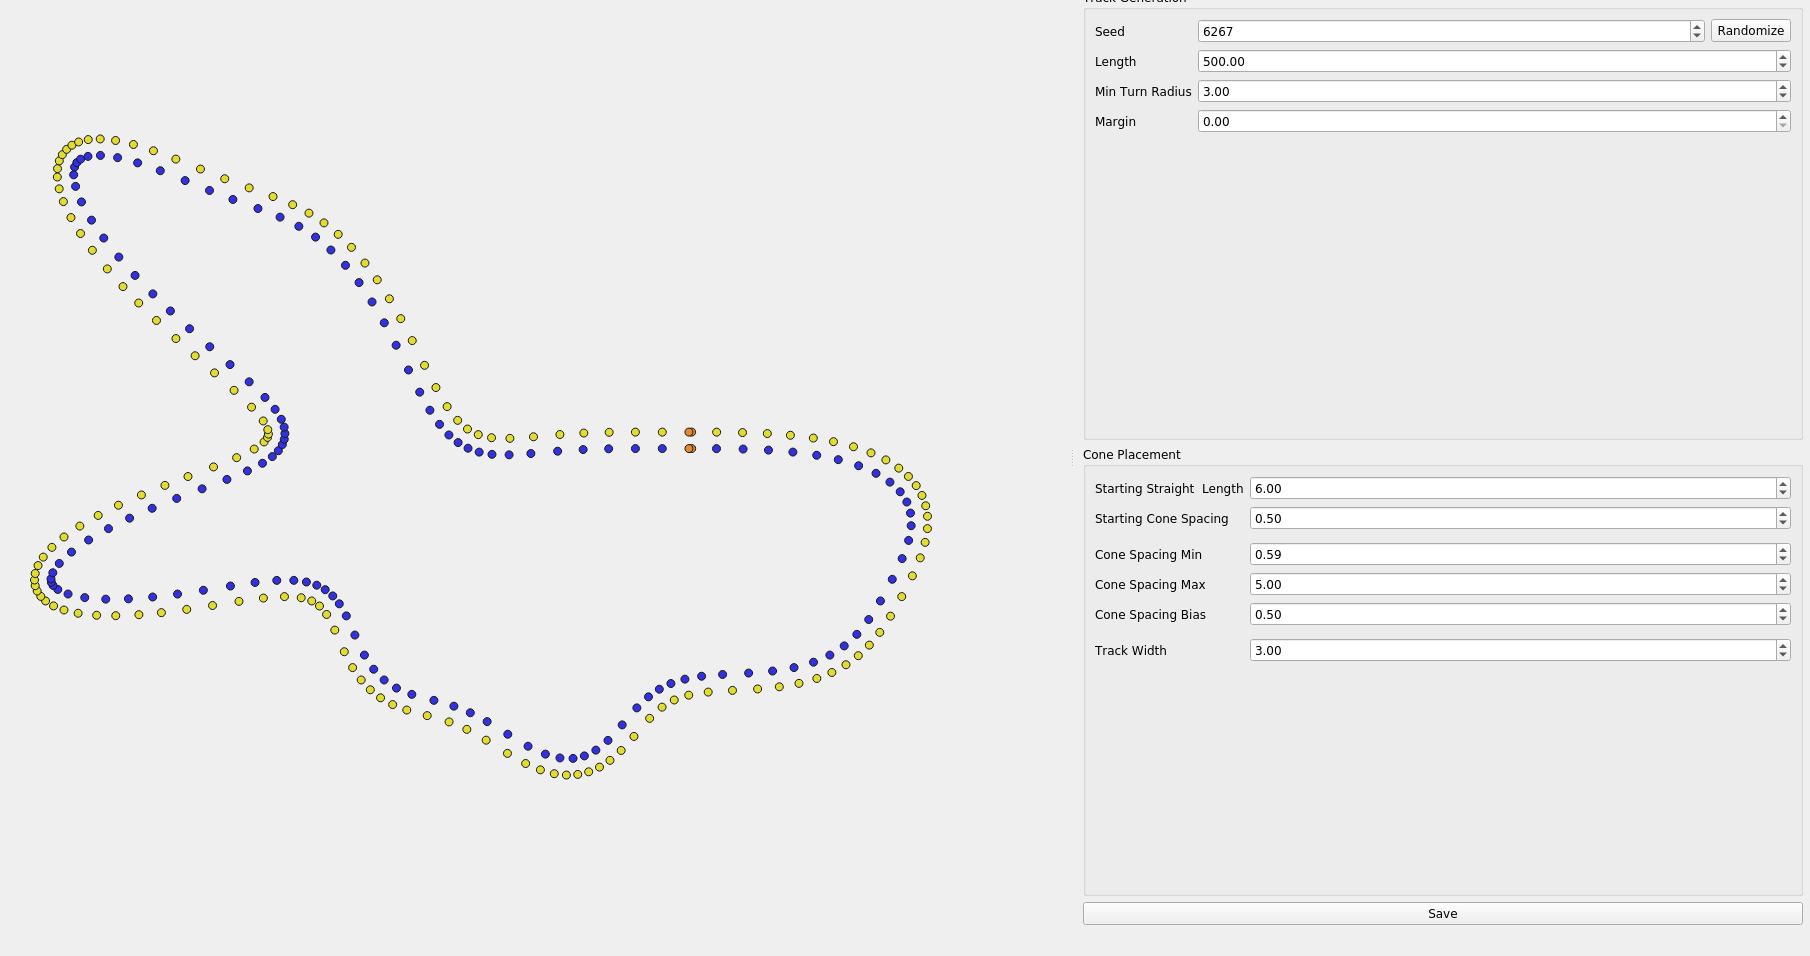 Track Generation
Seed 6267 Randomize
Length 500.00
Min Turn Radius 3.00
Margin 0.00
Cone Placement
Starting Straight Length 6.00
Starting Cone Spacing 0.50
Cone Spacing Min 0.59
Cone Spacing Max 5.00
Cone Spacing Bias 0.50
Track Width 3.00
Save